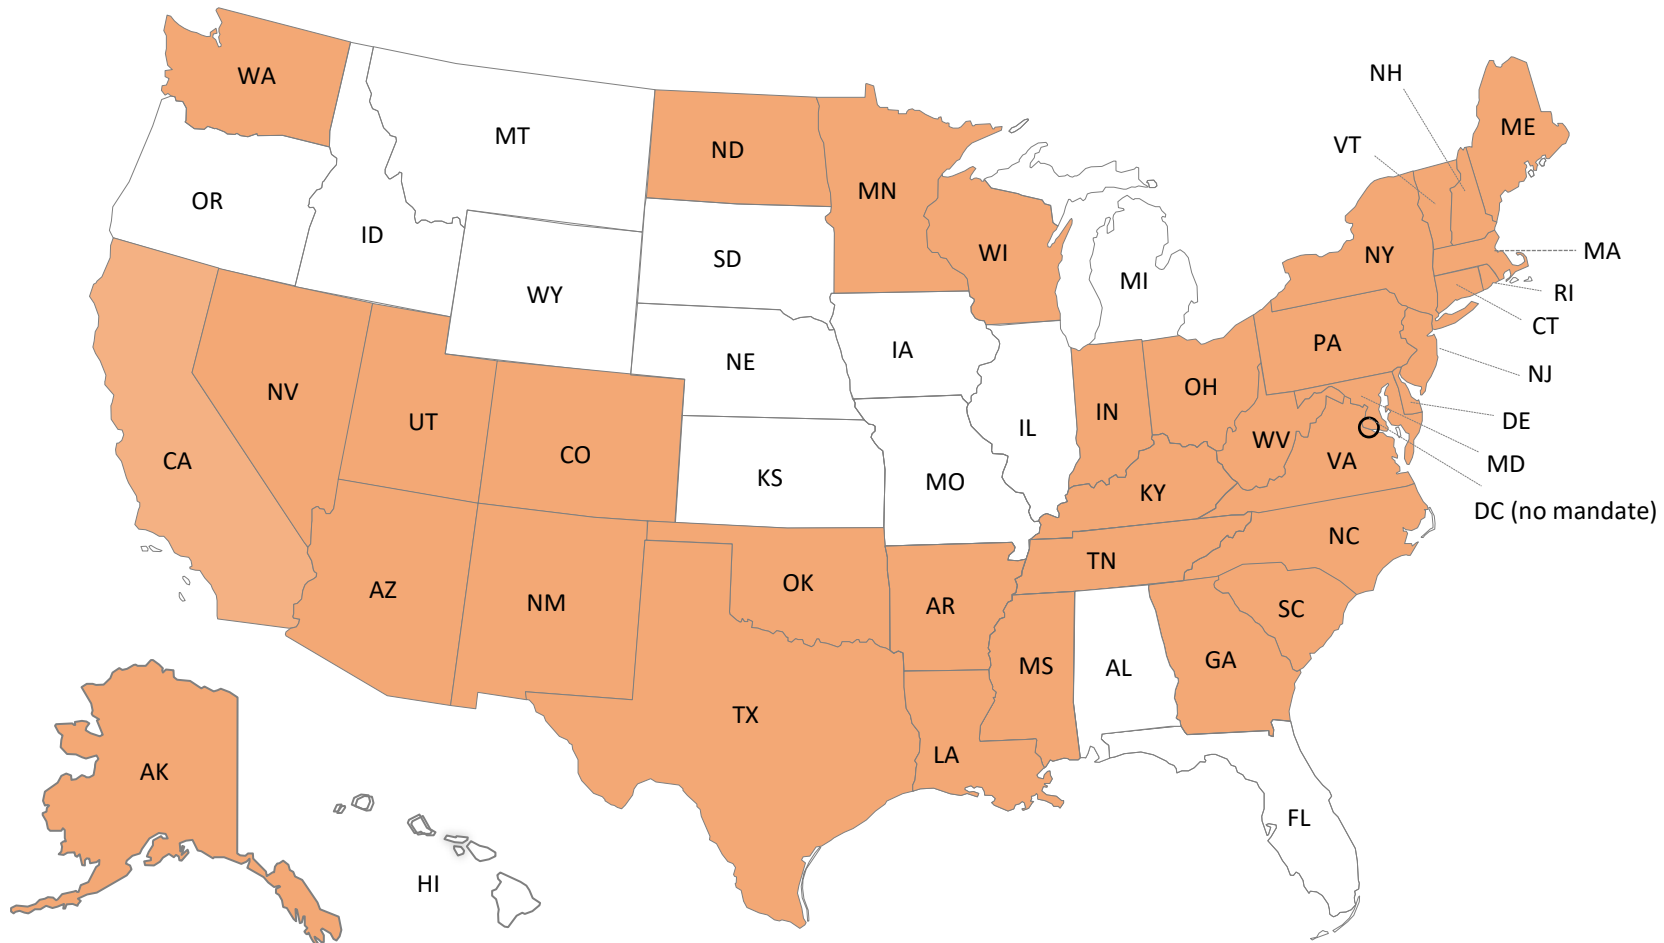 NH
WA
ME
MT
VT
ND
MN
OR
ID
MA
WI
NY
SD
MI
WY
RI
CT
PA
IA
NE
NJ
OH
NV
IN
DE
UT
IL
WV
CO
CA
VA
MD
KS
MO
KY
DC (no mandate)
NC
TN
OK
AZ
NM
AR
SC
GA
MS
AL
TX
LA
AK
FL
HI